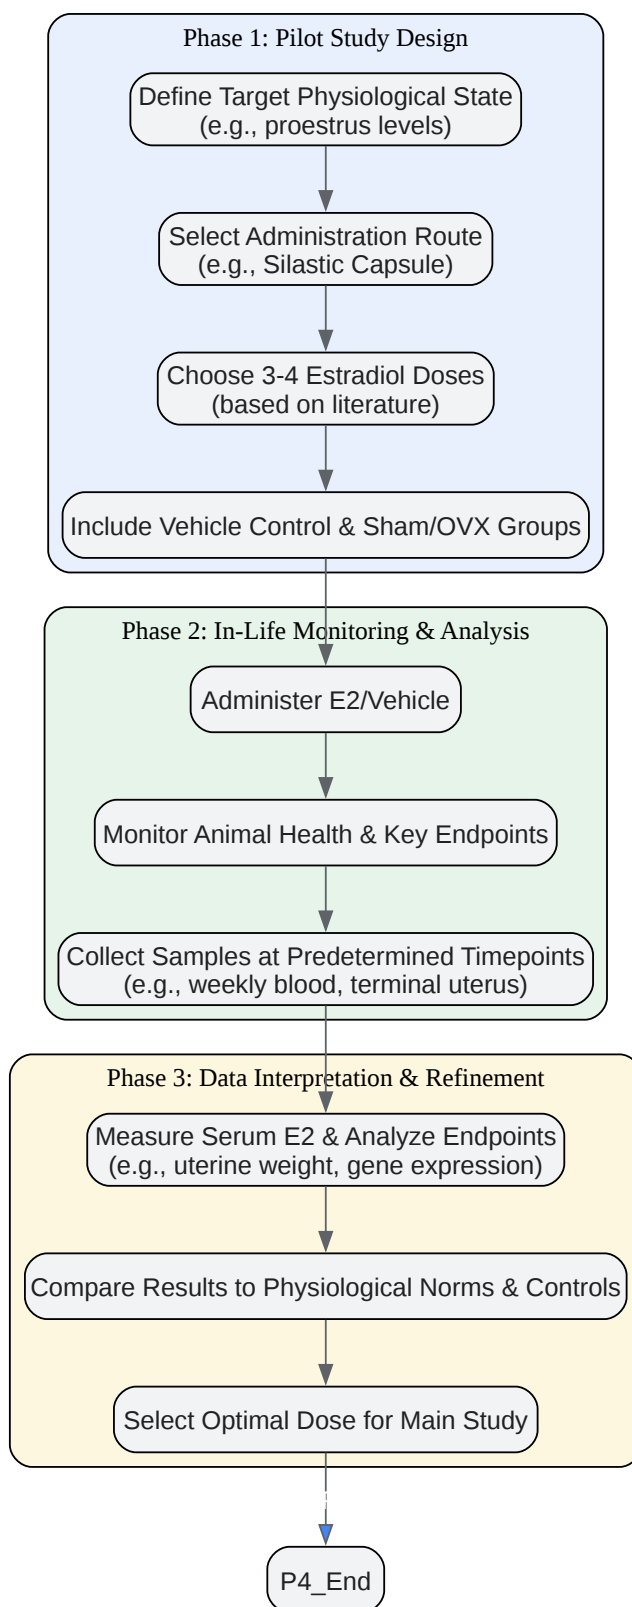 Phase 1: Pilot Study Design
Define Target Physiological State
(e.g., proestrus levels)
Select Administration Route
(e.g., Silastic Capsule)
Choose 3-4 Estradiol Doses
(based on literature)
Include Vehicle Control & Sham/OVX Groups
Phase 2: In-Life Monitoring & Analysis
Administer E2/Vehicle
Monitor Animal Health & Key Endpoints
Collect Samples at Predetermined Timepoints
(e.g., weekly blood, terminal uterus)
Phase 3: Data Interpretation & Refinement
Measure Serum E2 & Analyze Endpoints
(e.g., uterine weight, gene expression)
Compare Results to Physiological Norms & Controls
Select Optimal Dose for Main Study
P4_End